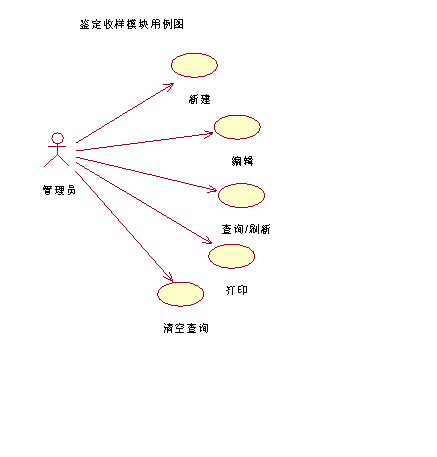 鉴定收样模块用例图
新建
编辑
管理员
查询/刷新
打印
清空查询